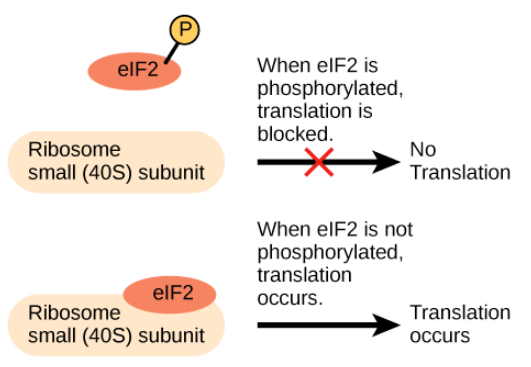 P
eIF2
When eIF2 is
phosphorylated,
translation is
blocked.
Ribosome
small (40S) subunit
No
Translation
When eIF2 is not
phosphorylated,
translation
occurs.
eIF2
Ribosome
small (40S) subunit
Translation
occurs